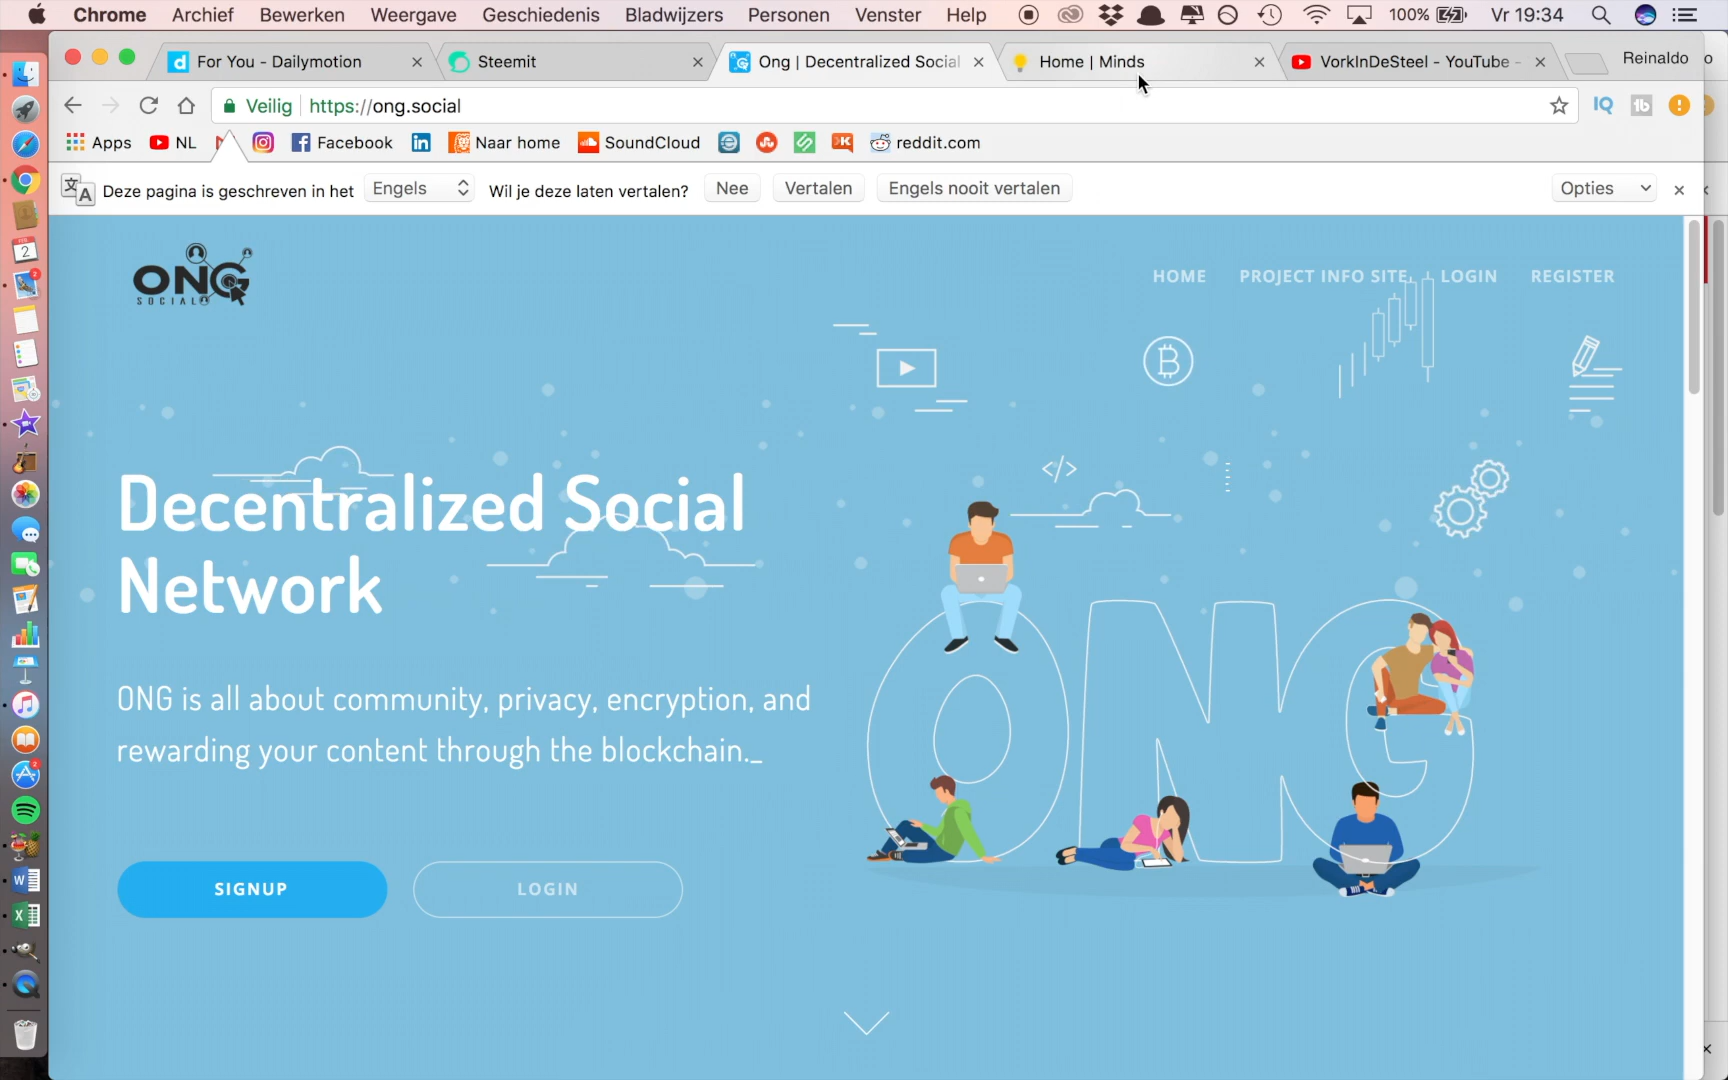 Chrome Archief Bewerken Weergave Geschiedenis Bladwijzers Personen Venster Help 100% Vr 19:34
For You - Dailymotion
Steemit
Ong | Decentralized Social
Home | Minds
VorkInDeSteel - YouTube -
Reinaldo
Veilig https://ong.social
Apps NL Facebook Naar home SoundCloud reddit.com
Deze pagina is geschreven in het Engels Wil je deze laten vertalen? Nee Vertalen Engels nooit vertalen Opties
ONG
SOCIAL
HOME PROJECT INFO SITE LOGIN REGISTER
Decentralized Social
Network
ONG is all about community, privacy, encryption, and
rewarding your content through the blockchain._
SIGNUP LOGIN
ONG